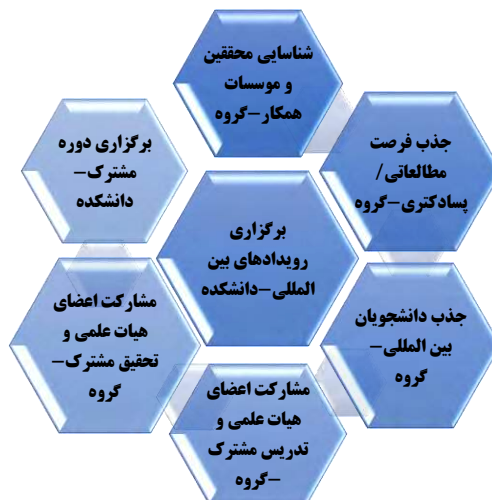 شناسایی محققین
و موسسات
همکار–گروه
جذب فرصت
مطالعاتی/
پسادکتری–گروه
برگزاری دوره
مشترک–
دانشکده
برگزاری
رویدادهای بین
المللی–دانشکده
جذب دانشجویان
بین المللی–
گروه
مشارکت اعضای
هیات علمی و
تحقیق مشترک–
گروه
مشارکت اعضای
هیات علمی و
تدریس مشترک
–گروه